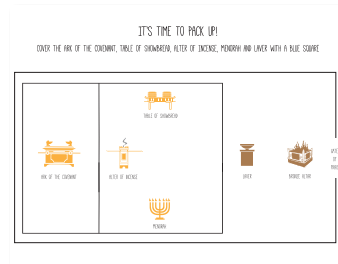 IT'S TIME TO PACK UP!
COVER THE ARK OF THE COVENANT, TABLE OF SHOWBREAD, ALTER OF INCENSE, MENORAH AND LAVER WITH A BLUE SQUARE
TABLE OF SHOWBREAD
ARK OF THE COVENANT
ALTER OF INCENSE
LAVER
BRONZE ALTAR
MENORAH